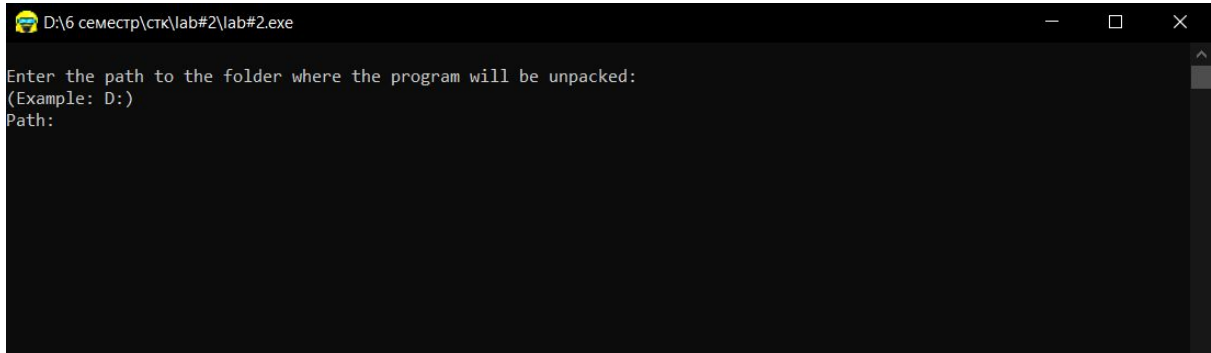 D:\6 семестр\стк\lab#2\lab#2.exe
Enter the path to the folder where the program will be unpacked:
(Example: D:)
Path: